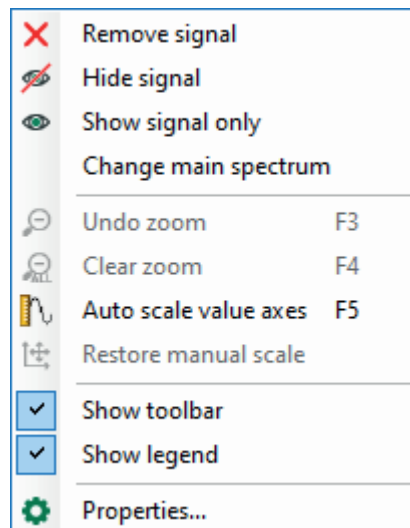 Remove signal
Hide signal
Show signal only
Change main spectrum
Undo zoom F3
Clear zoom F4
ALL
Auto scale value axes F5
Restore manual scale
Show toolbar
Show legend
Properties...